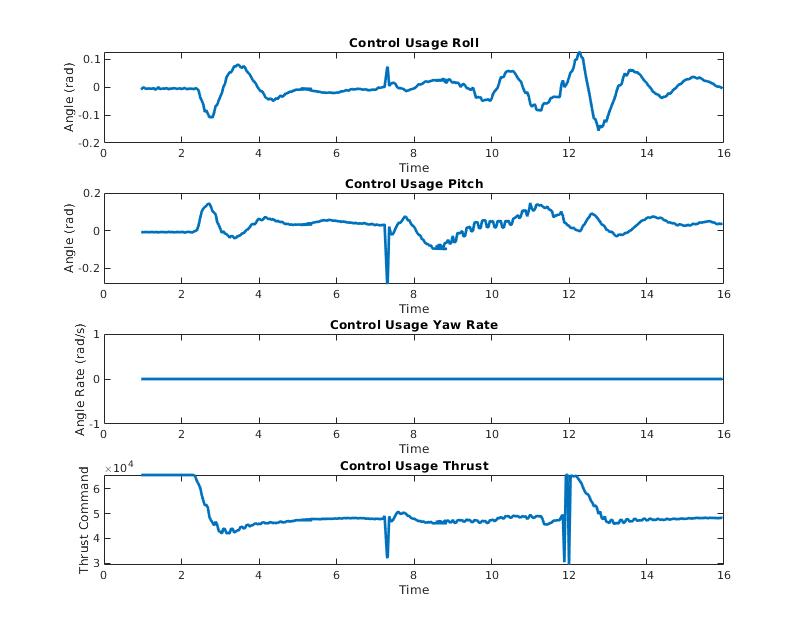 Control Usage Roll
0.1
0
-0.1
-0.2
Angle (rad)
0 2 4 6 8 10 12 14 16
Time
Control Usage Pitch
0.2
0
-0.2
Angle (rad)
0 2 4 6 8 10 12 14 16
Time
Control Usage Yaw Rate
1
0
-1
Angle Rate (rad/s)
0 2 4 6 8 10 12 14 16
Time
×10⁴
Control Usage Thrust
6
5
4
3
Thrust Command
0 2 4 6 8 10 12 14 16
Time